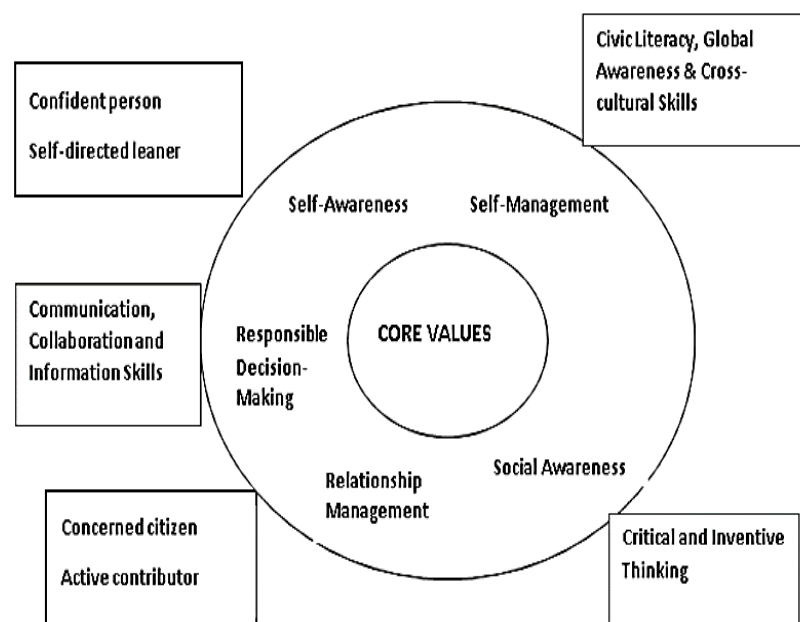 Civic Literacy, Global
Awareness & Cross-
cultural Skills
Confident person
Self-directed leaner
Self-Awareness
Self-Management
Communication,
Collaboration and
Information Skills
Responsible
Decision-
Making
CORE VALUES
Relationship
Management
Social Awareness
Concerned citizen
Active contributor
Critical and Inventive
Thinking